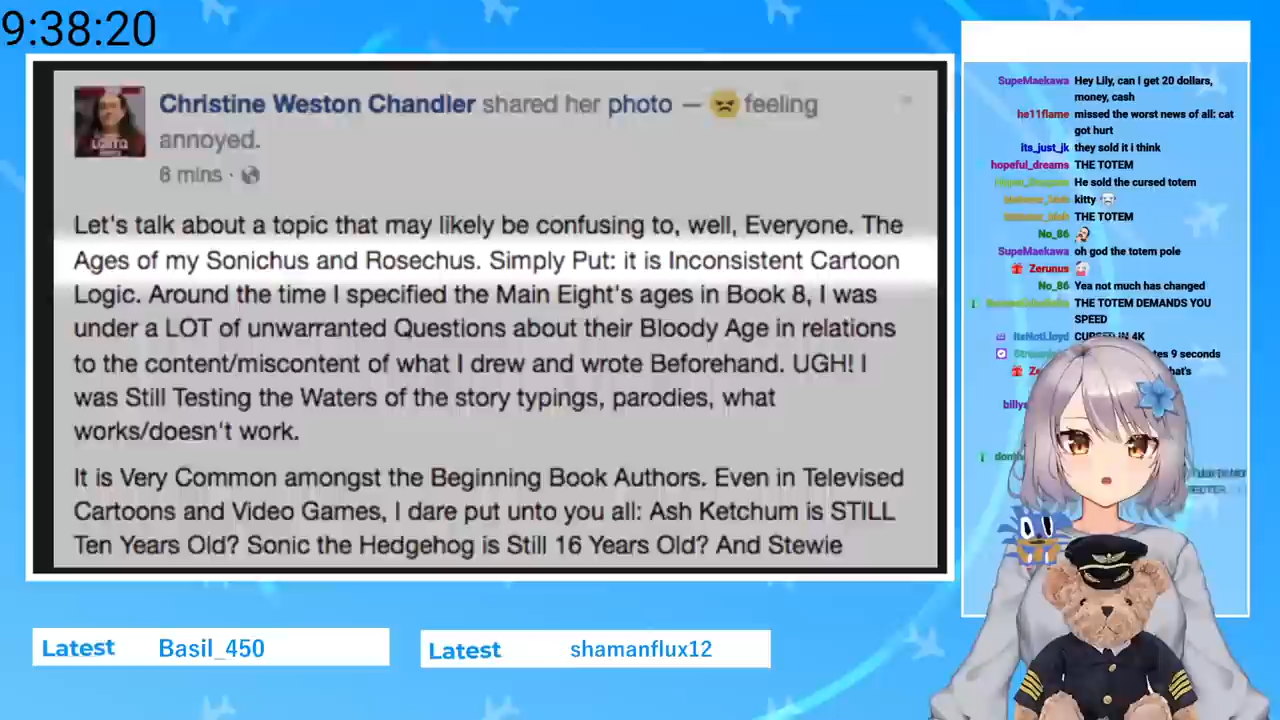 9:38:20
Christine Weston Chandler shared her photo — feeling
annoyed.
6 mins ·
Let's talk about a topic that may likely be confusing to, well, Everyone. The
Ages of my Sonichus and Rosechus. Simply Put: it is Inconsistent Cartoon
Logic. Around the time I specified the Main Eight's ages in Book 8, I was
under a LOT of unwarranted Questions about their Bloody Age in relations
to the content/miscontent of what I drew and wrote Beforehand. UGH! I
was Still Testing the Waters of the story typings, parodies, what
works/doesn't work.
It is Very Common amongst the Beginning Book Authors. Even in Televised
Cartoons and Video Games, I dare put unto you all: Ash Ketchum is STILL
Ten Years Old? Sonic the Hedgehog is Still 16 Years Old? And Stewie
Latest Basil_450
Latest shamanflux12
SupeMaekawa Hey Lily, can I get 20 dollars,
money, cash
he11flame missed the worst news of all: cat
got hurt
its_just_jk they sold it i think
hopeful_dreams THE TOTEM
He sold the cursed totem
kitty
THE TOTEM
No_86
SupeMaekawa oh god the totem pole
Zerunus
No_86 Yea not much has changed
THE TOTEM DEMANDS YOU
SPEED
ItsNotLloyd IN 4K
9 seconds